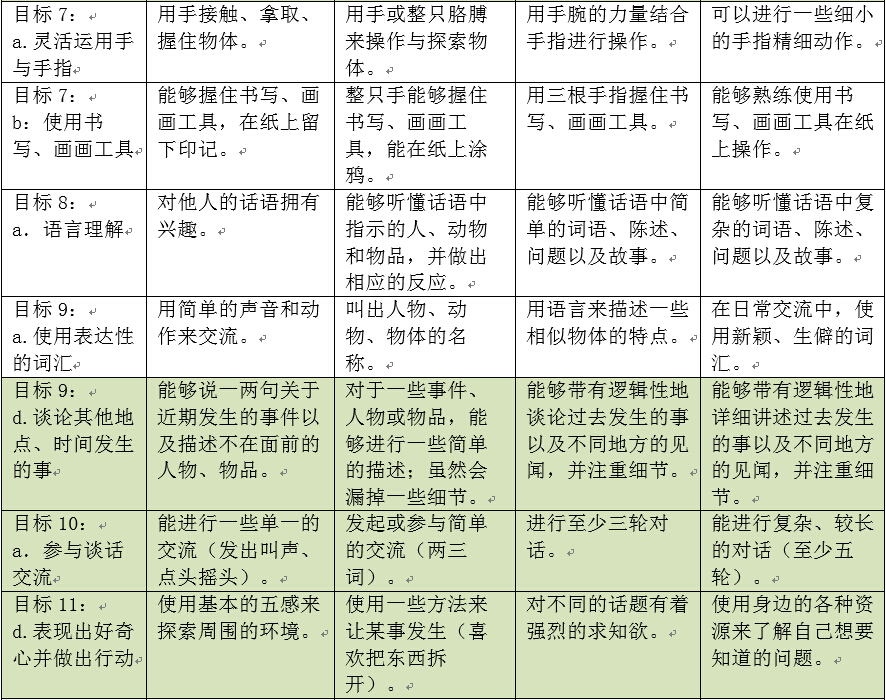 目标 7：
a.灵活运用手
与手指
用手接触、拿取、
握住物体。
用手或整只胳膊
来操作与探索物
体。
用手腕的力量结合
手指进行操作。
可以进行一些细小
的手指精细动作。
目标 7：
b：使用书
写、画画工具
能够握住书写、画
画工具，在纸上留
下印记。
整只手能够握住
书写、画画工
具，能在纸上涂
鸦。
用三根手指握住书
写、画画工具。
能够熟练使用书
写、画画工具在纸
上操作。
目标 8：
a．语言理解
对他人的话语拥有
兴趣。
能够听懂话语中
指示的人、动物
和物品，并做出
相应的反应。
能够听懂话语中简
单的词语、陈述、
问题以及故事。
能够听懂话语中复
杂的词语、陈述、
问题以及故事。
目标 9：
a.使用表达性
的词汇
用简单的声音和动
作来交流。
叫出人物、动
物、物体的名
称。
用语言来描述一些
相似物体的特点。
在日常交流中，使
用新颖、生僻的词
汇。
目标 9：
d.谈论其他地
点、时间发生
的事
能够说一两句关于
近期发生的事件以
及描述不在面前的
人物、物品。
对于一些事件、
人物或物品，能
够进行一些简单
的描述；虽然会
漏掉一些细节。
能够带有逻辑性地
谈论过去发生的事
以及不同地方的见
闻，并注重细节。
能够带有逻辑性地
详细讲述过去发生
的事以及不同地方
的见闻，并注重细
节。
目标 10：
a．参与谈话
交流
能进行一些单一的
交流（发出叫声、
点头摇头）。
发起或参与简单
的交流（两三
词）。
进行至少三轮对
话。
能进行复杂、较长
的对话（至少五
轮）。
目标 11：
d.表现出好奇
心并做出行动
使用基本的五感来
探索周围的环境。
使用一些方法来
让某事发生（喜
欢把东西拆
开）。
对不同的话题有着
强烈的求知欲。
使用身边的各种资
源来了解自己想要
知道的问题。